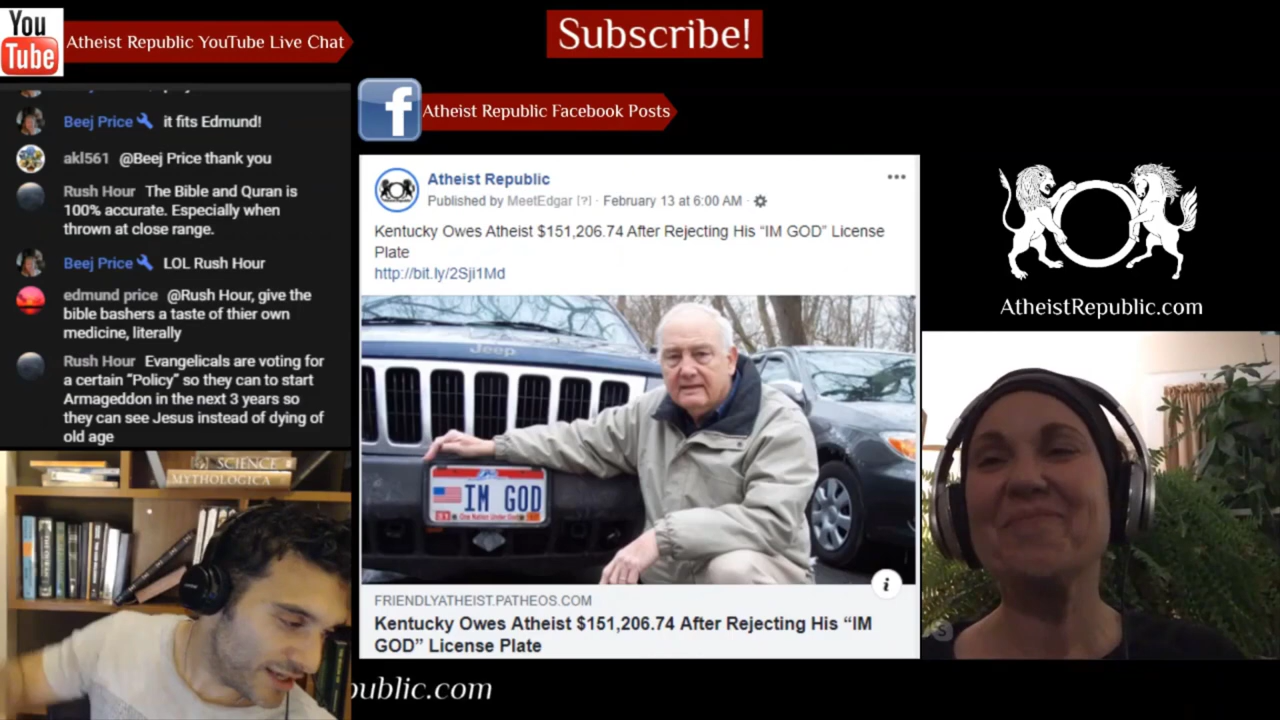 You
Tube
Atheist Republic YouTube Live Chat
Subscribe!
Beej Price it fits Edmund!
akl561 @Beej Price thank you
Rush Hour The Bible and Quran is
100% accurate. Especially when
thrown at close range.
Beej Price LOL Rush Hour
edmund price @Rush Hour, give the
bible bashers a taste of thier own
medicine, literally
Rush Hour Evangelicals are voting for
a certain “Policy” so they can to start
Armageddon in the next 3 years so
they can see Jesus instead of dying of
old age
f
Atheist Republic Facebook Posts
Atheist Republic
Published by MeetEdgar [?] · February 13 at 6:00 AM ·
Kentucky Owes Atheist $151,206.74 After Rejecting His “IM GOD” License
Plate
http://bit.ly/2Sji1Md
Jeep
IM GOD
One Nation Under God
i
FRIENDLYATHEIST.PATHEOS.COM
Kentucky Owes Atheist $151,206.74 After Rejecting His “IM
GOD” License Plate
AtheistRepublic.com
SCIENCE
MYTHOLOGICA
S
public.com